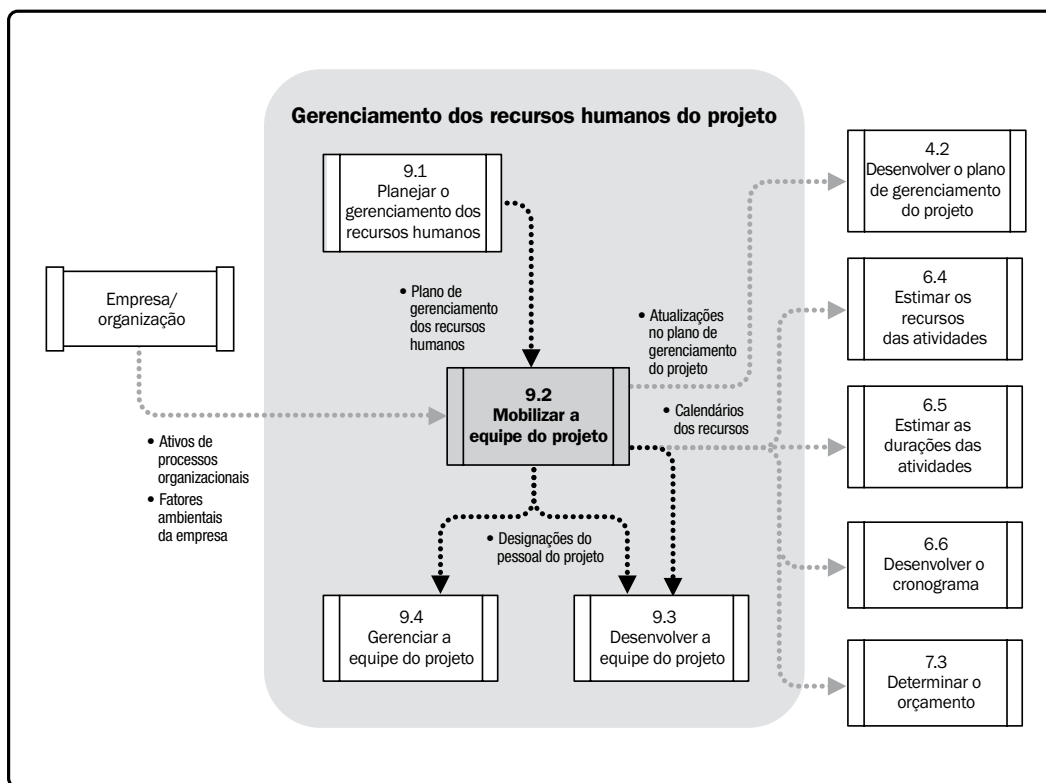 Gerenciamento dos recursos humanos do projeto
9.1
Planejar o
gerenciamento dos
recursos humanos
4.2
Desenvolver o plano
de gerenciamento
do projeto
Empresa/
organização
• Plano de
gerenciamento
dos recursos
humanos
• Atualizações
no plano de
gerenciamento
do projeto
6.4
Estimar os
recursos
das atividades
9.2
Mobilizar a
equipe do projeto
• Calendários
dos recursos
6.5
Estimar as
durações das
atividades
• Ativos de
processos
organizacionais
• Fatores
ambientais
da empresa
• Designações do
pessoal do projeto
6.6
Desenvolver o
cronograma
9.4
Gerenciar a
equipe do projeto
9.3
Desenvolver a
equipe do projeto
7.3
Determinar o
orçamento